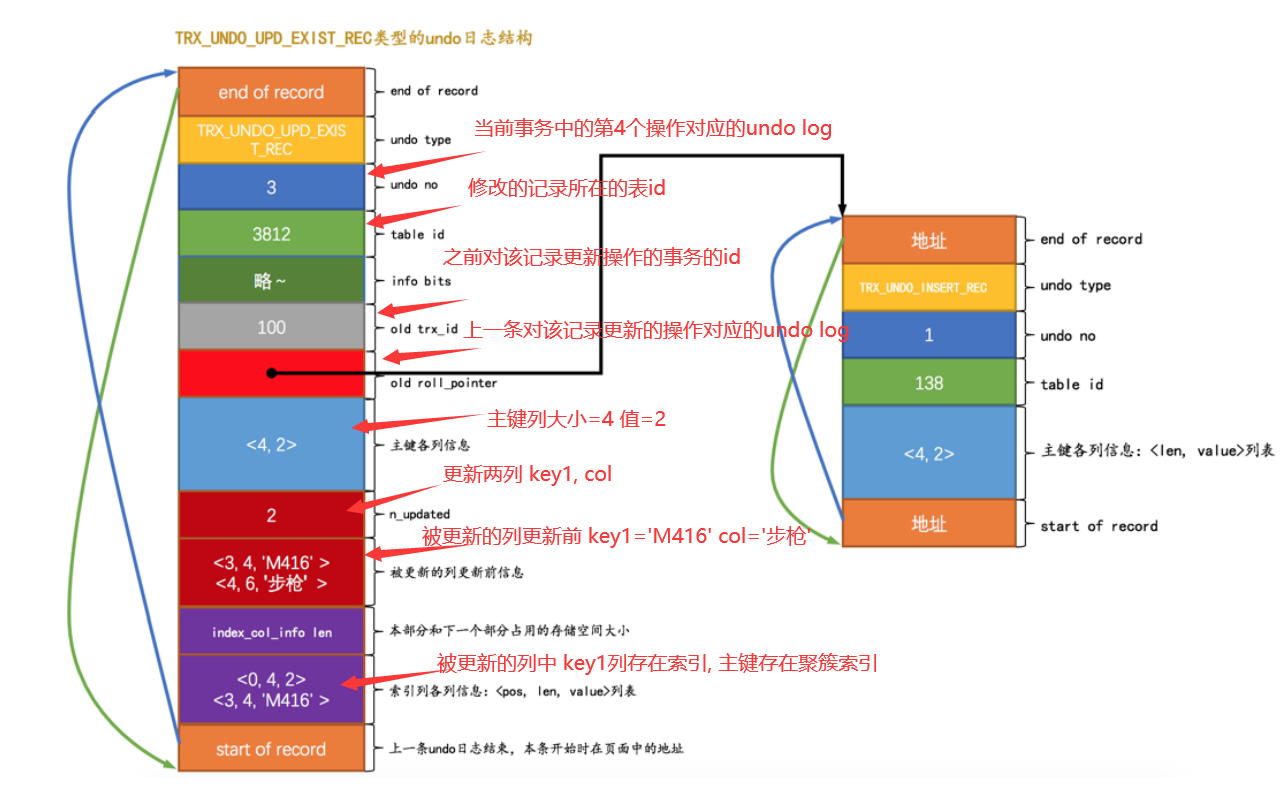 TRX_UNDO_UPD_EXIST_REC类型的undo日志结构
end of record
end of record
TRX_UNDO_UPD_EXIS
T_REC
undo type
当前事务中的第4个操作对应的undo log
3
undo no
修改的记录所在的表id
3812
table id
之前对该记录更新操作的事务的id
略~
info bits
100
old trx_id
上一条对该记录更新的操作对应的undo log
old roll_pointer
主键列大小=4 值=2
<4, 2>
主键各列信息
更新两列 key1, col
2
n_updated
被更新的列更新前 key1='M416' col='步枪'
<3, 4, 'M416' >
<4, 6, '步枪' >
被更新的列更新前信息
index_col_info len
本部分和下一个部分占用的存储空间大小
被更新的列中 key1列存在索引, 主键存在聚簇索引
<0, 4, 2>
<3, 4, 'M416' >
索引列各列信息：<pos, len, value>列表
start of record
上一条undo日志结束，本条开始时在页面中的地址
地址
end of record
TRX_UNDO_INSERT_REC
undo type
1
undo no
138
table id
<4, 2>
主键各列信息：<len, value>列表
地址
start of record